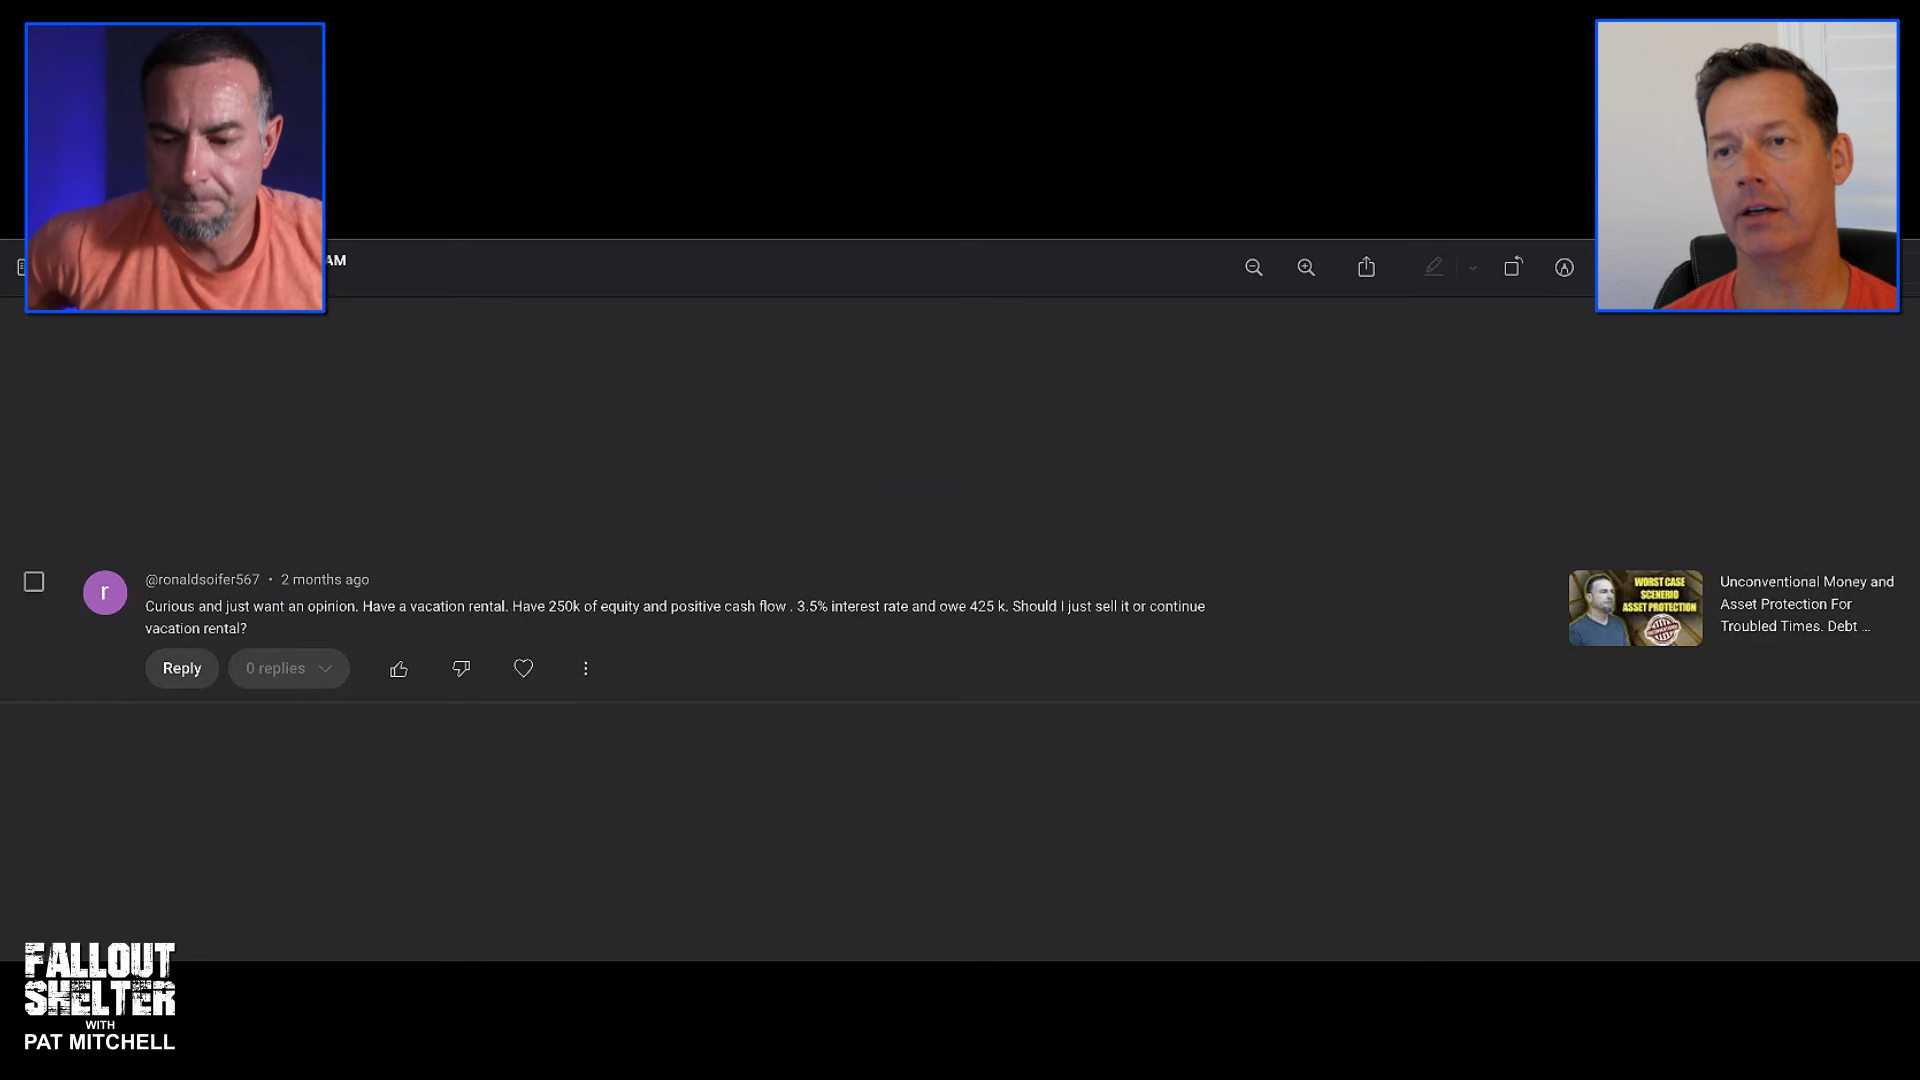 AM
r
@ronaldsoifer567 • 2 months ago
Curious and just want an opinion. Have a vacation rental. Have 250k of equity and positive cash flow . 3.5% interest rate and owe 425 k. Should I just sell it or continue
vacation rental?
Reply
0 replies
WORST CASE
SCENERIO
ASSET PROTECTION
Unconventional Money and
Asset Protection For
Troubled Times. Debt ...
FALLOUT
SHELTER
WITH
PAT MITCHELL